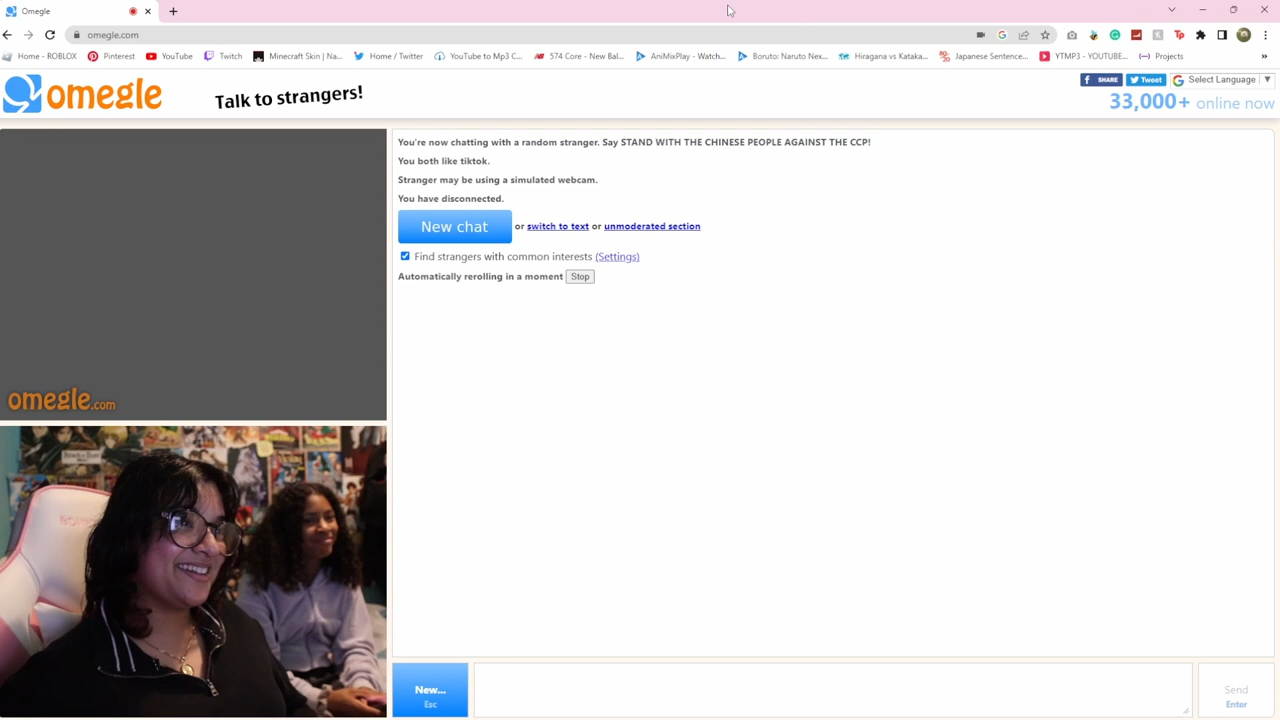 Omegle
omegle.com
Home - ROBLOX
Pinterest
YouTube
Twitch
Minecraft Skin | Na...
Home / Twitter
YouTube to Mp3 C...
574 Core - New Bal...
AniMixPlay - Watch...
Boruto: Naruto Nex...
Hiragana vs Kataka...
Japanese Sentence...
YTMP3 - YOUTUBE...
Projects
omegle
Talk to strangers!
SHARE
Tweet
Select Language
33,000+ online now
You're now chatting with a random stranger. Say STAND WITH THE CHINESE PEOPLE AGAINST THE CCP!
You both like tiktok.
Stranger may be using a simulated webcam.
You have disconnected.
New chat or switch to text or unmoderated section
Find strangers with common interests (Settings)
Automatically rerolling in a moment Stop
omegle.com
New...
Esc
Send
Enter